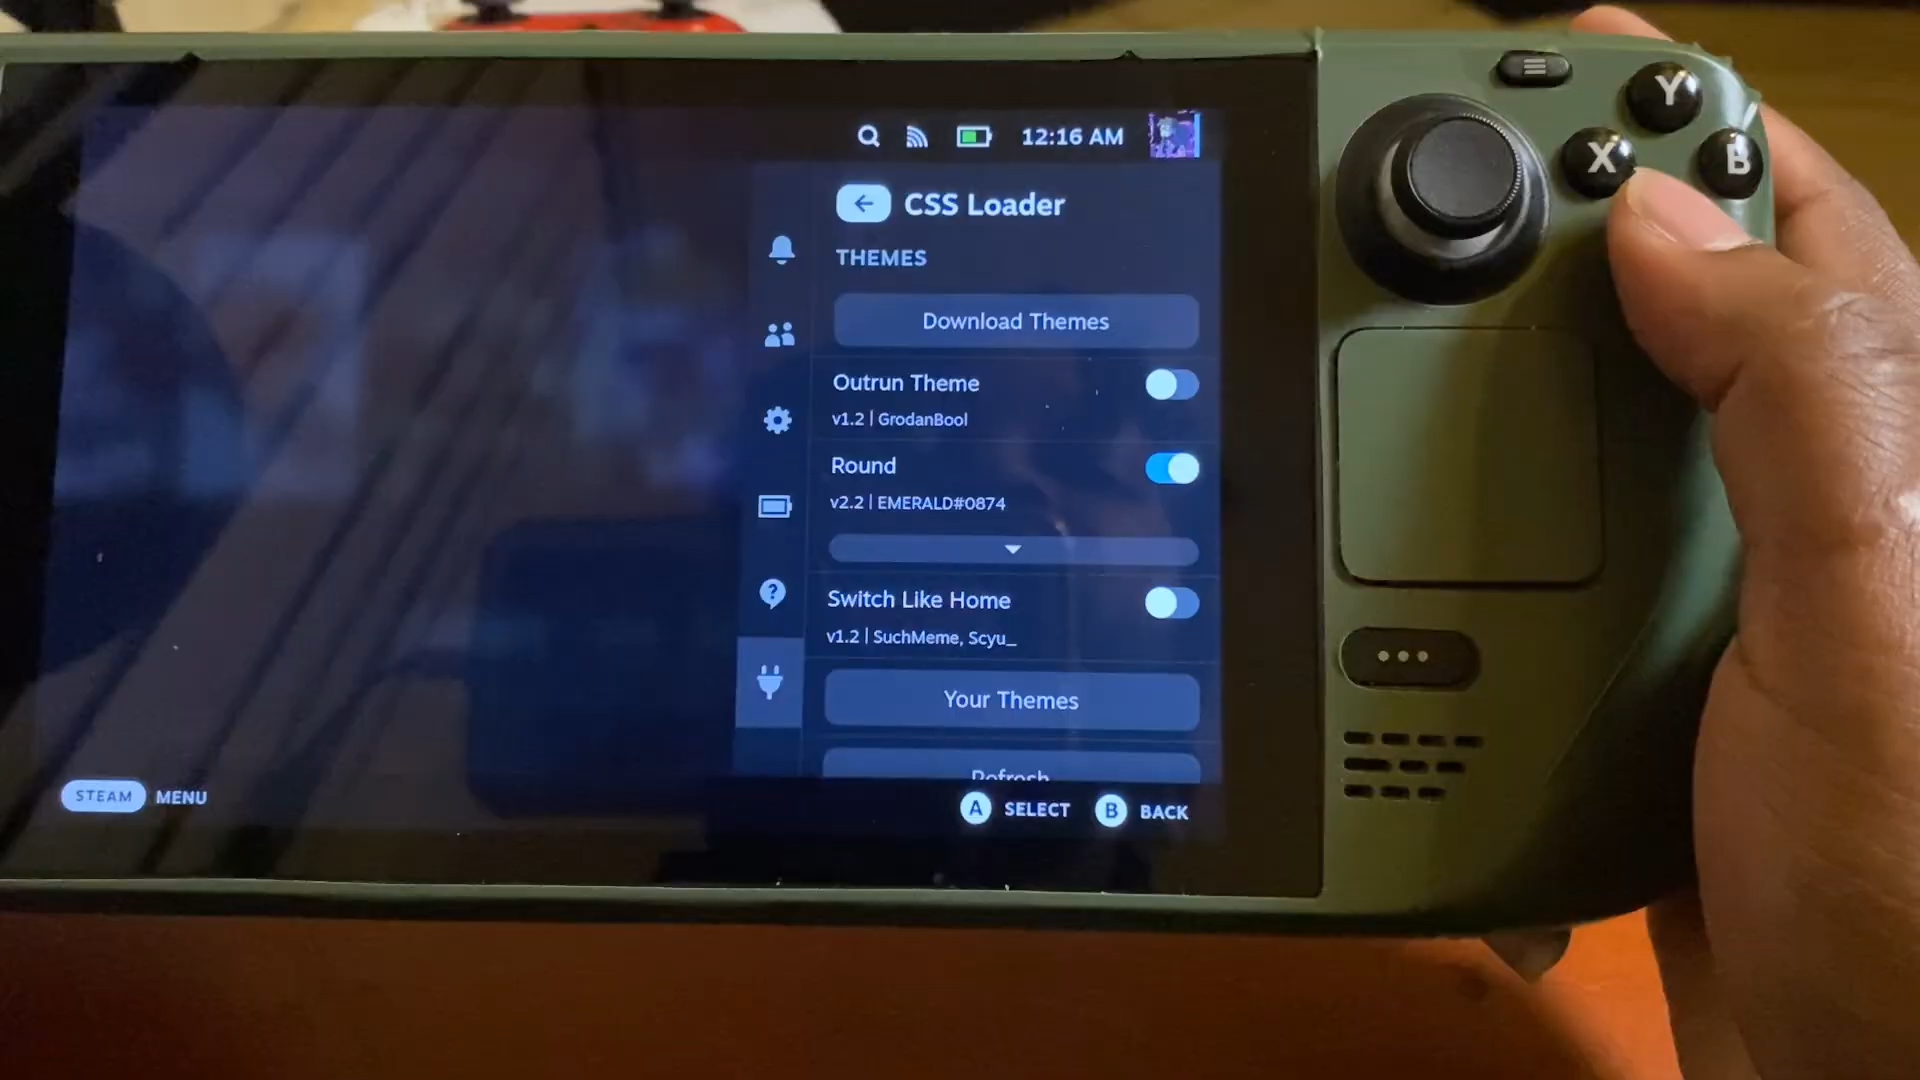 12:16 AM
CSS Loader
THEMES
Download Themes
Outrun Theme
v1.2 | GrodanBool
Round
v2.2 | EMERALD#0874
Switch Like Home
v1.2 | SuchMeme, Scyu_
Your Themes
Refresh
STEAM MENU
A SELECT B BACK
Y
X
B